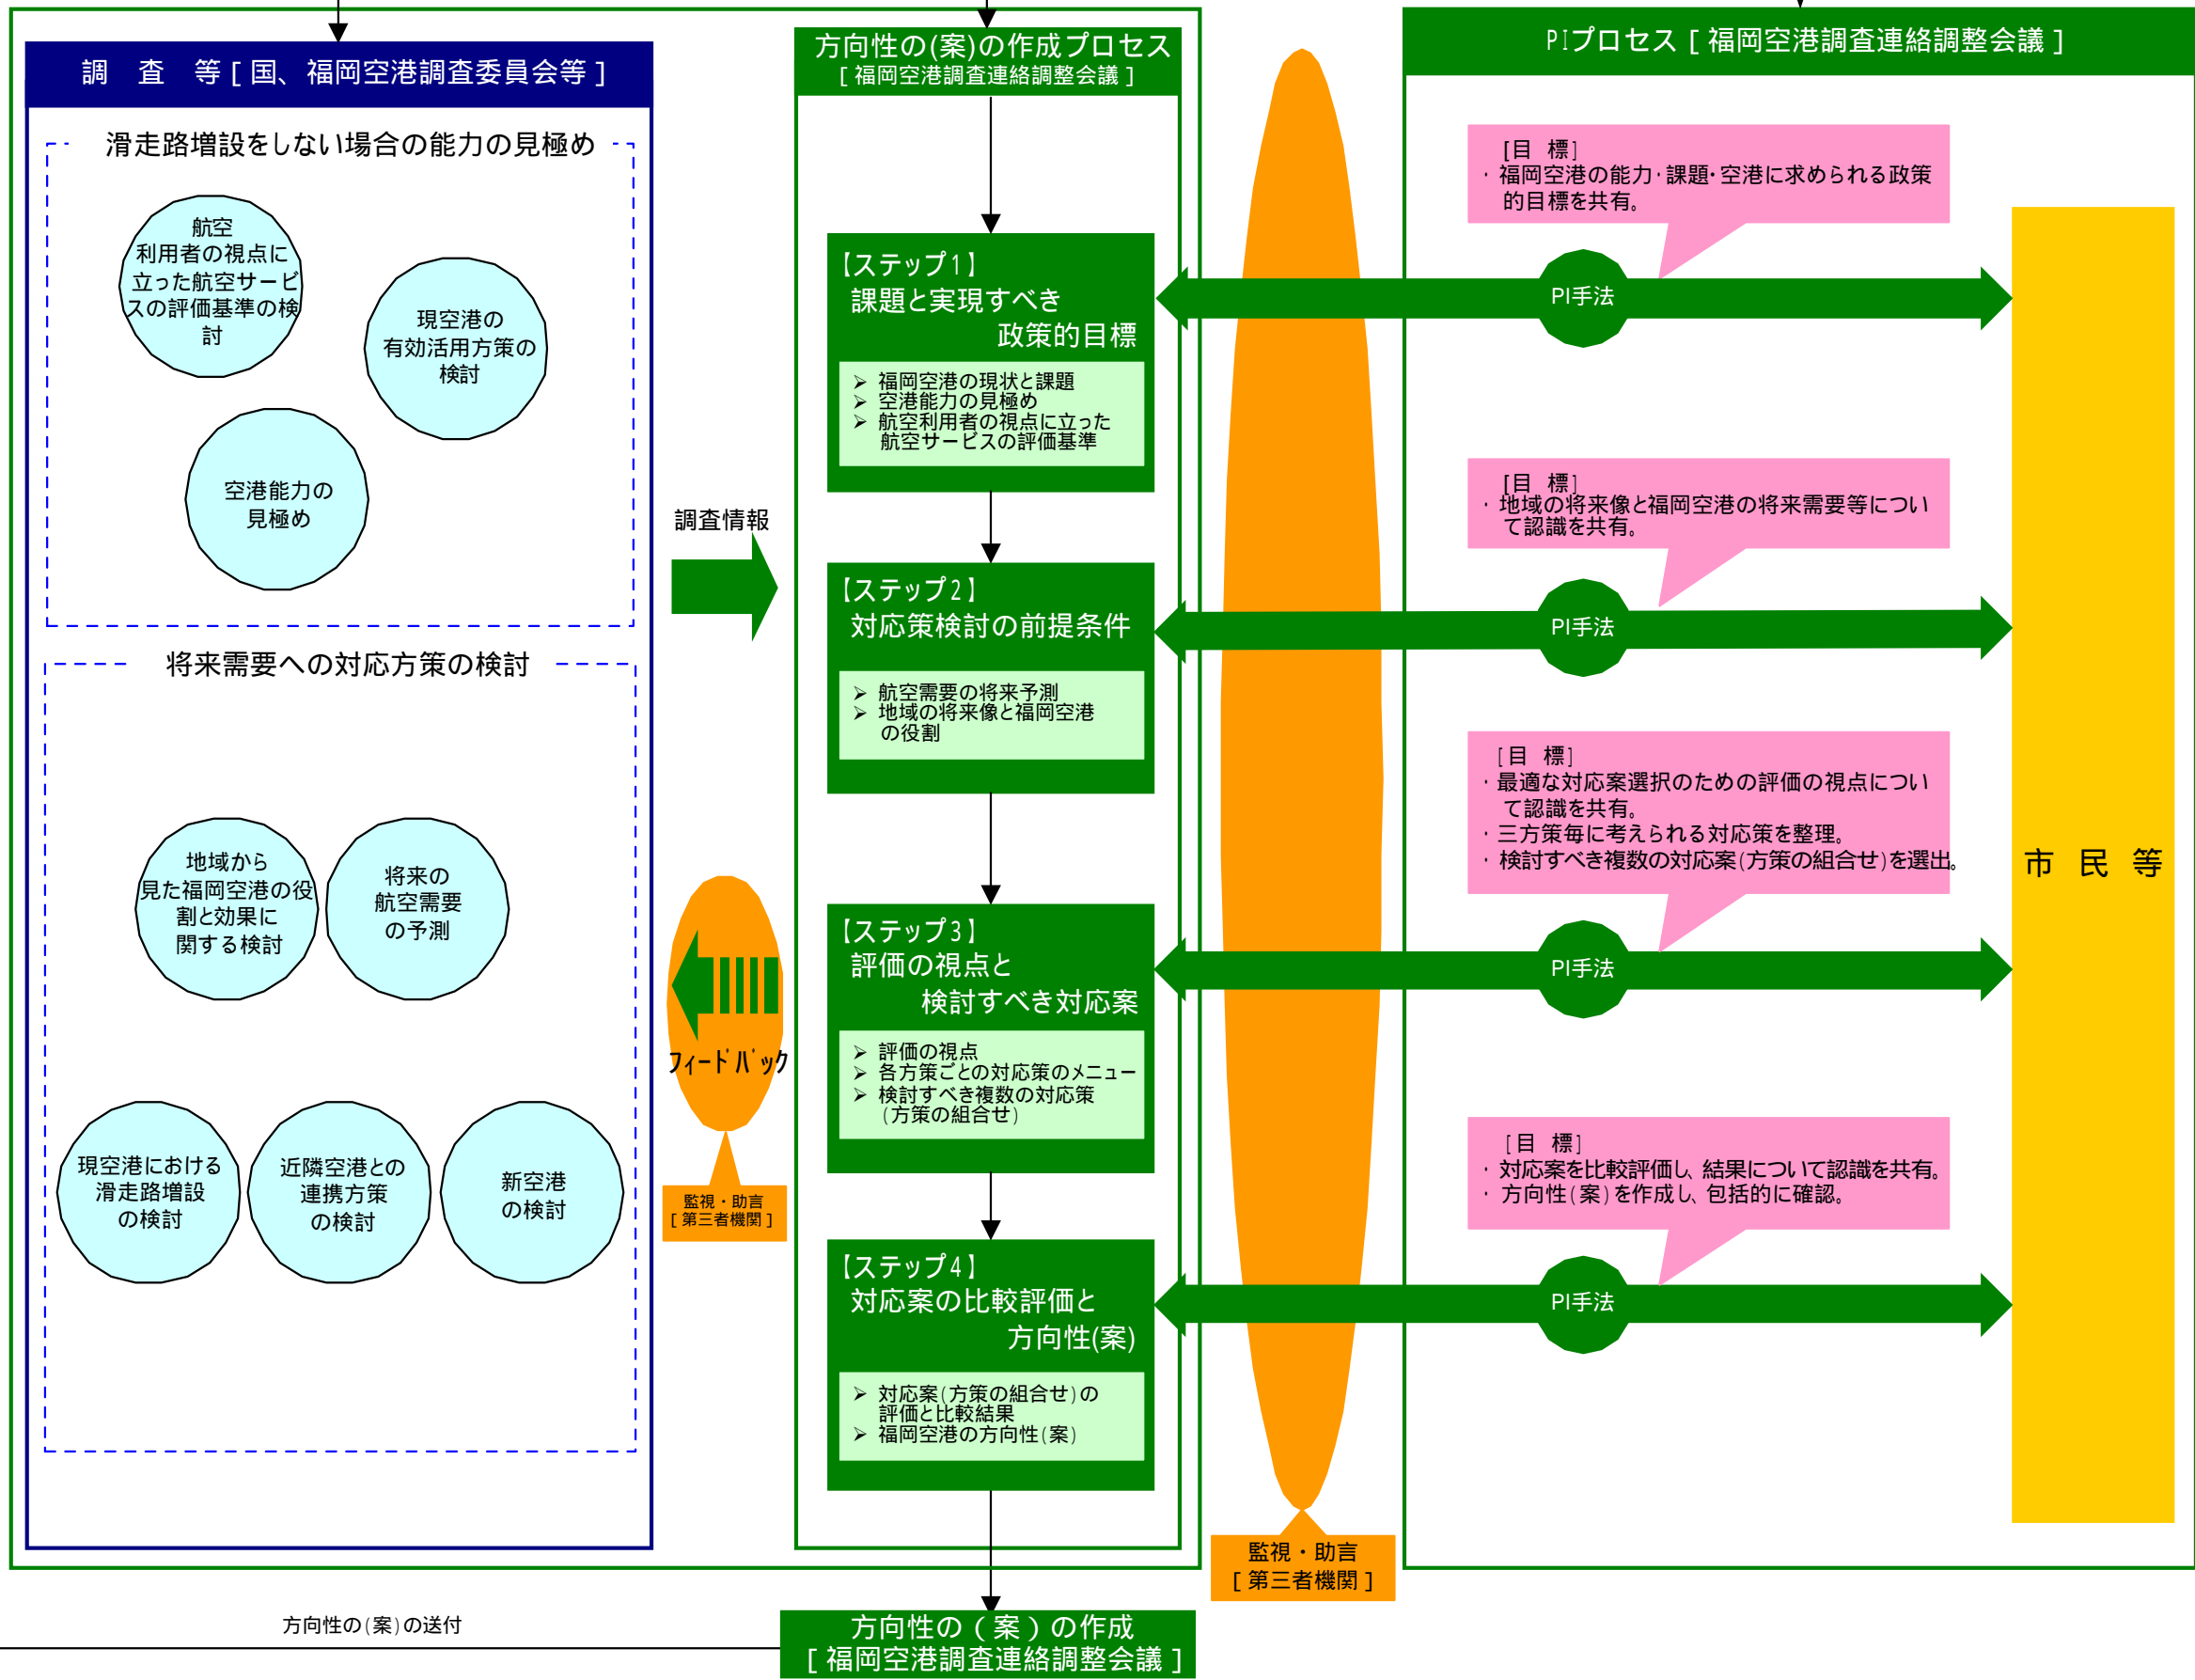 調　査　等［国、福岡空港調査委員会等］
滑走路増設をしない場合の能力の見極め
航空
利用者の視点に
立った航空サービ
スの評価基準の検
討
現空港の
有効活用方策の
検討
空港能力の
見極め
将来需要への対応方策の検討
地域から
見た福岡空港の役
割と効果に
関する検討
将来の
航空需要
の予測
現空港における
滑走路増設
の検討
近隣空港との
連携方策
の検討
新空港
の検討
調査情報
フィードバック
監視・助言
［第三者機関］
方向性の(案)の作成プロセス
［福岡空港調査連絡調整会議］
【ステップ1】
課題と実現すべき
政策的目標
➢ 福岡空港の現状と課題
➢ 空港能力の見極め
➢ 航空利用者の視点に立った
航空サービスの評価基準
【ステップ2】
対応策検討の前提条件
➢ 航空需要の将来予測
➢ 地域の将来像と福岡空港
の役割
【ステップ3】
評価の視点と
検討すべき対応案
➢ 評価の視点
➢ 各方策ごとの対応策のメニュー
➢ 検討すべき複数の対応策
(方策の組合せ)
【ステップ4】
対応案の比較評価と
方向性(案)
➢ 対応案(方策の組合せ)の
評価と比較結果
➢ 福岡空港の方向性(案)
監視・助言
［第三者機関］
PIプロセス［福岡空港調査連絡調整会議］
[目　標]
・福岡空港の能力・課題・空港に求められる政策
的目標を共有。
PI手法
[目　標]
・地域の将来像と福岡空港の将来需要等につい
て認識を共有。
PI手法
[目　標]
・最適な対応案選択のための評価の視点につい
て認識を共有。
・三方策毎に考えられる対応策を整理。
・検討すべき複数の対応案(方策の組合せ)を選出。
PI手法
[目　標]
・対応案を比較評価し、結果について認識を共有。
・方向性(案)を作成し、包括的に確認。
PI手法
市　民　等
方向性の(案)の送付
方向性の（案）の作成
［福岡空港調査連絡調整会議］